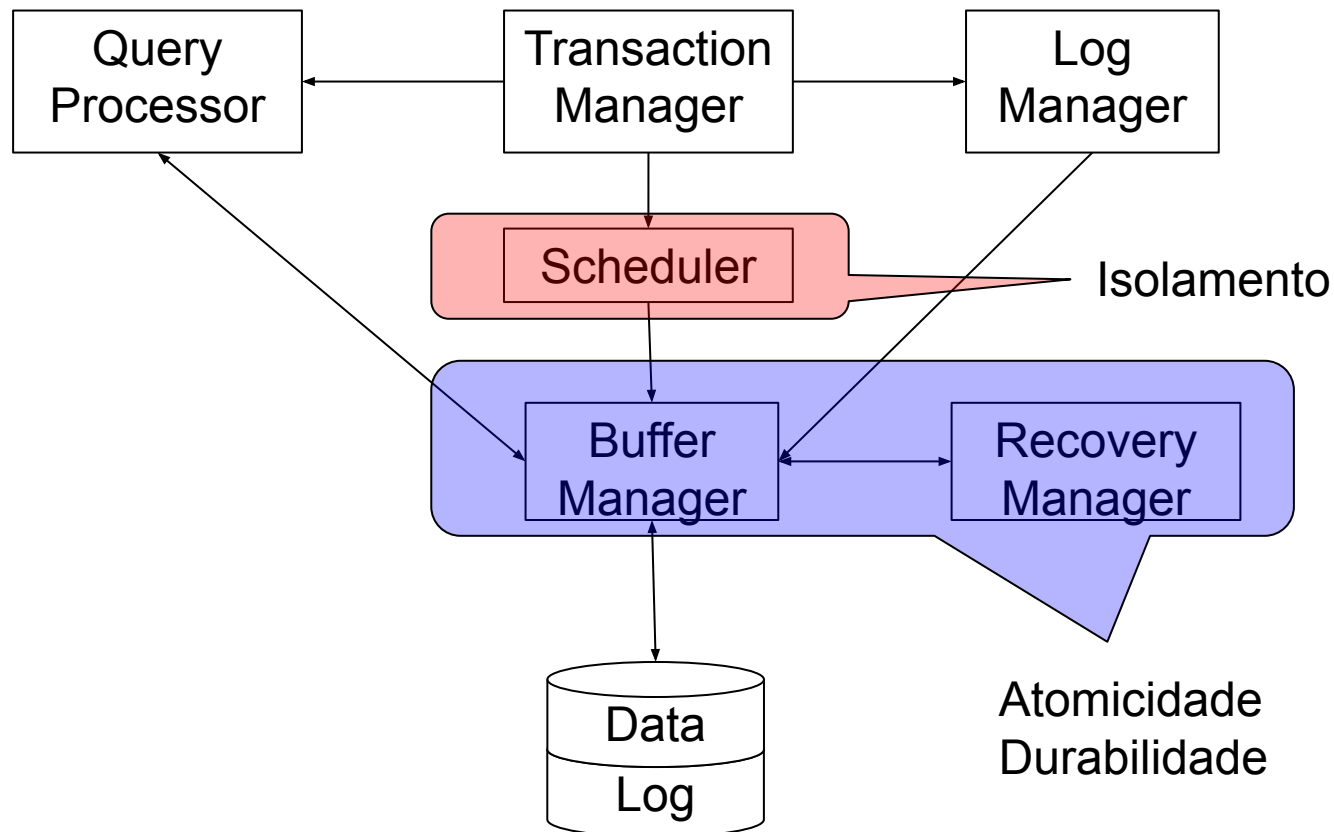 Query
Processor
Transaction
Manager
Log
Manager
Scheduler
Isolamento
Buffer
Manager
Recovery
Manager
Atomicidade
Durabilidade
Data
Log